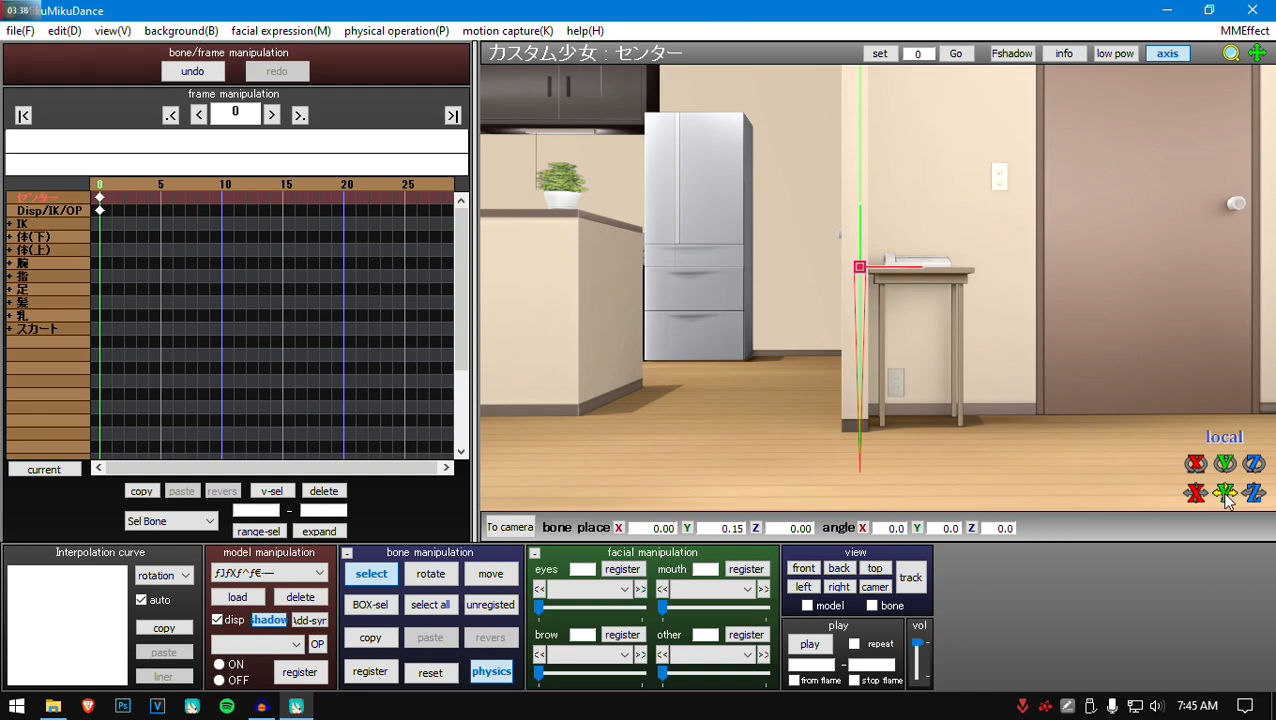 03:38 MikuMikuDance
file(F) edit(D) view(V) background(B) facial expression(M) physical operation(P) motion capture(K) help(H) MMEffect
bone/frame manipulation
undo redo
frame manipulation
|< .< < 0 > >. >|
0 5 10 15 20 25
センター
Disp/IK/OP
+ IK
+ 体(下)
+ 体(上)
+ 腕
+ 指
+ 足
+ 髪
+ 乳
+ スカート
current < >
copy paste revers v-sel delete
Sel Bone - range-sel expand
カスタム少女：センター set 0 Go Fshadow info low pow axis
local
X Y Z
X Y Z
To camera bone place X 0.00 Y 0.15 Z 0.00 angle X 0.0 Y 0.0 Z 0.0
Interpolation curve
rotation
auto
copy
paste
liner
model manipulation
ƒJƒXƒ^ƒ€―
load delete
disp shadow Add-syn
OP
ON
OFF
register
- bone manipulation
select rotate move
BOX-sel select all unregisted
copy paste revers
register reset physics
- facial manipulation
eyes register mouth register
<< >> << >>
brow register other register
<< >> << >>
view
front back top
left right camer
track
model bone
play
play repeat
-
from flame stop flame
vol
Ps V 7:45 AM